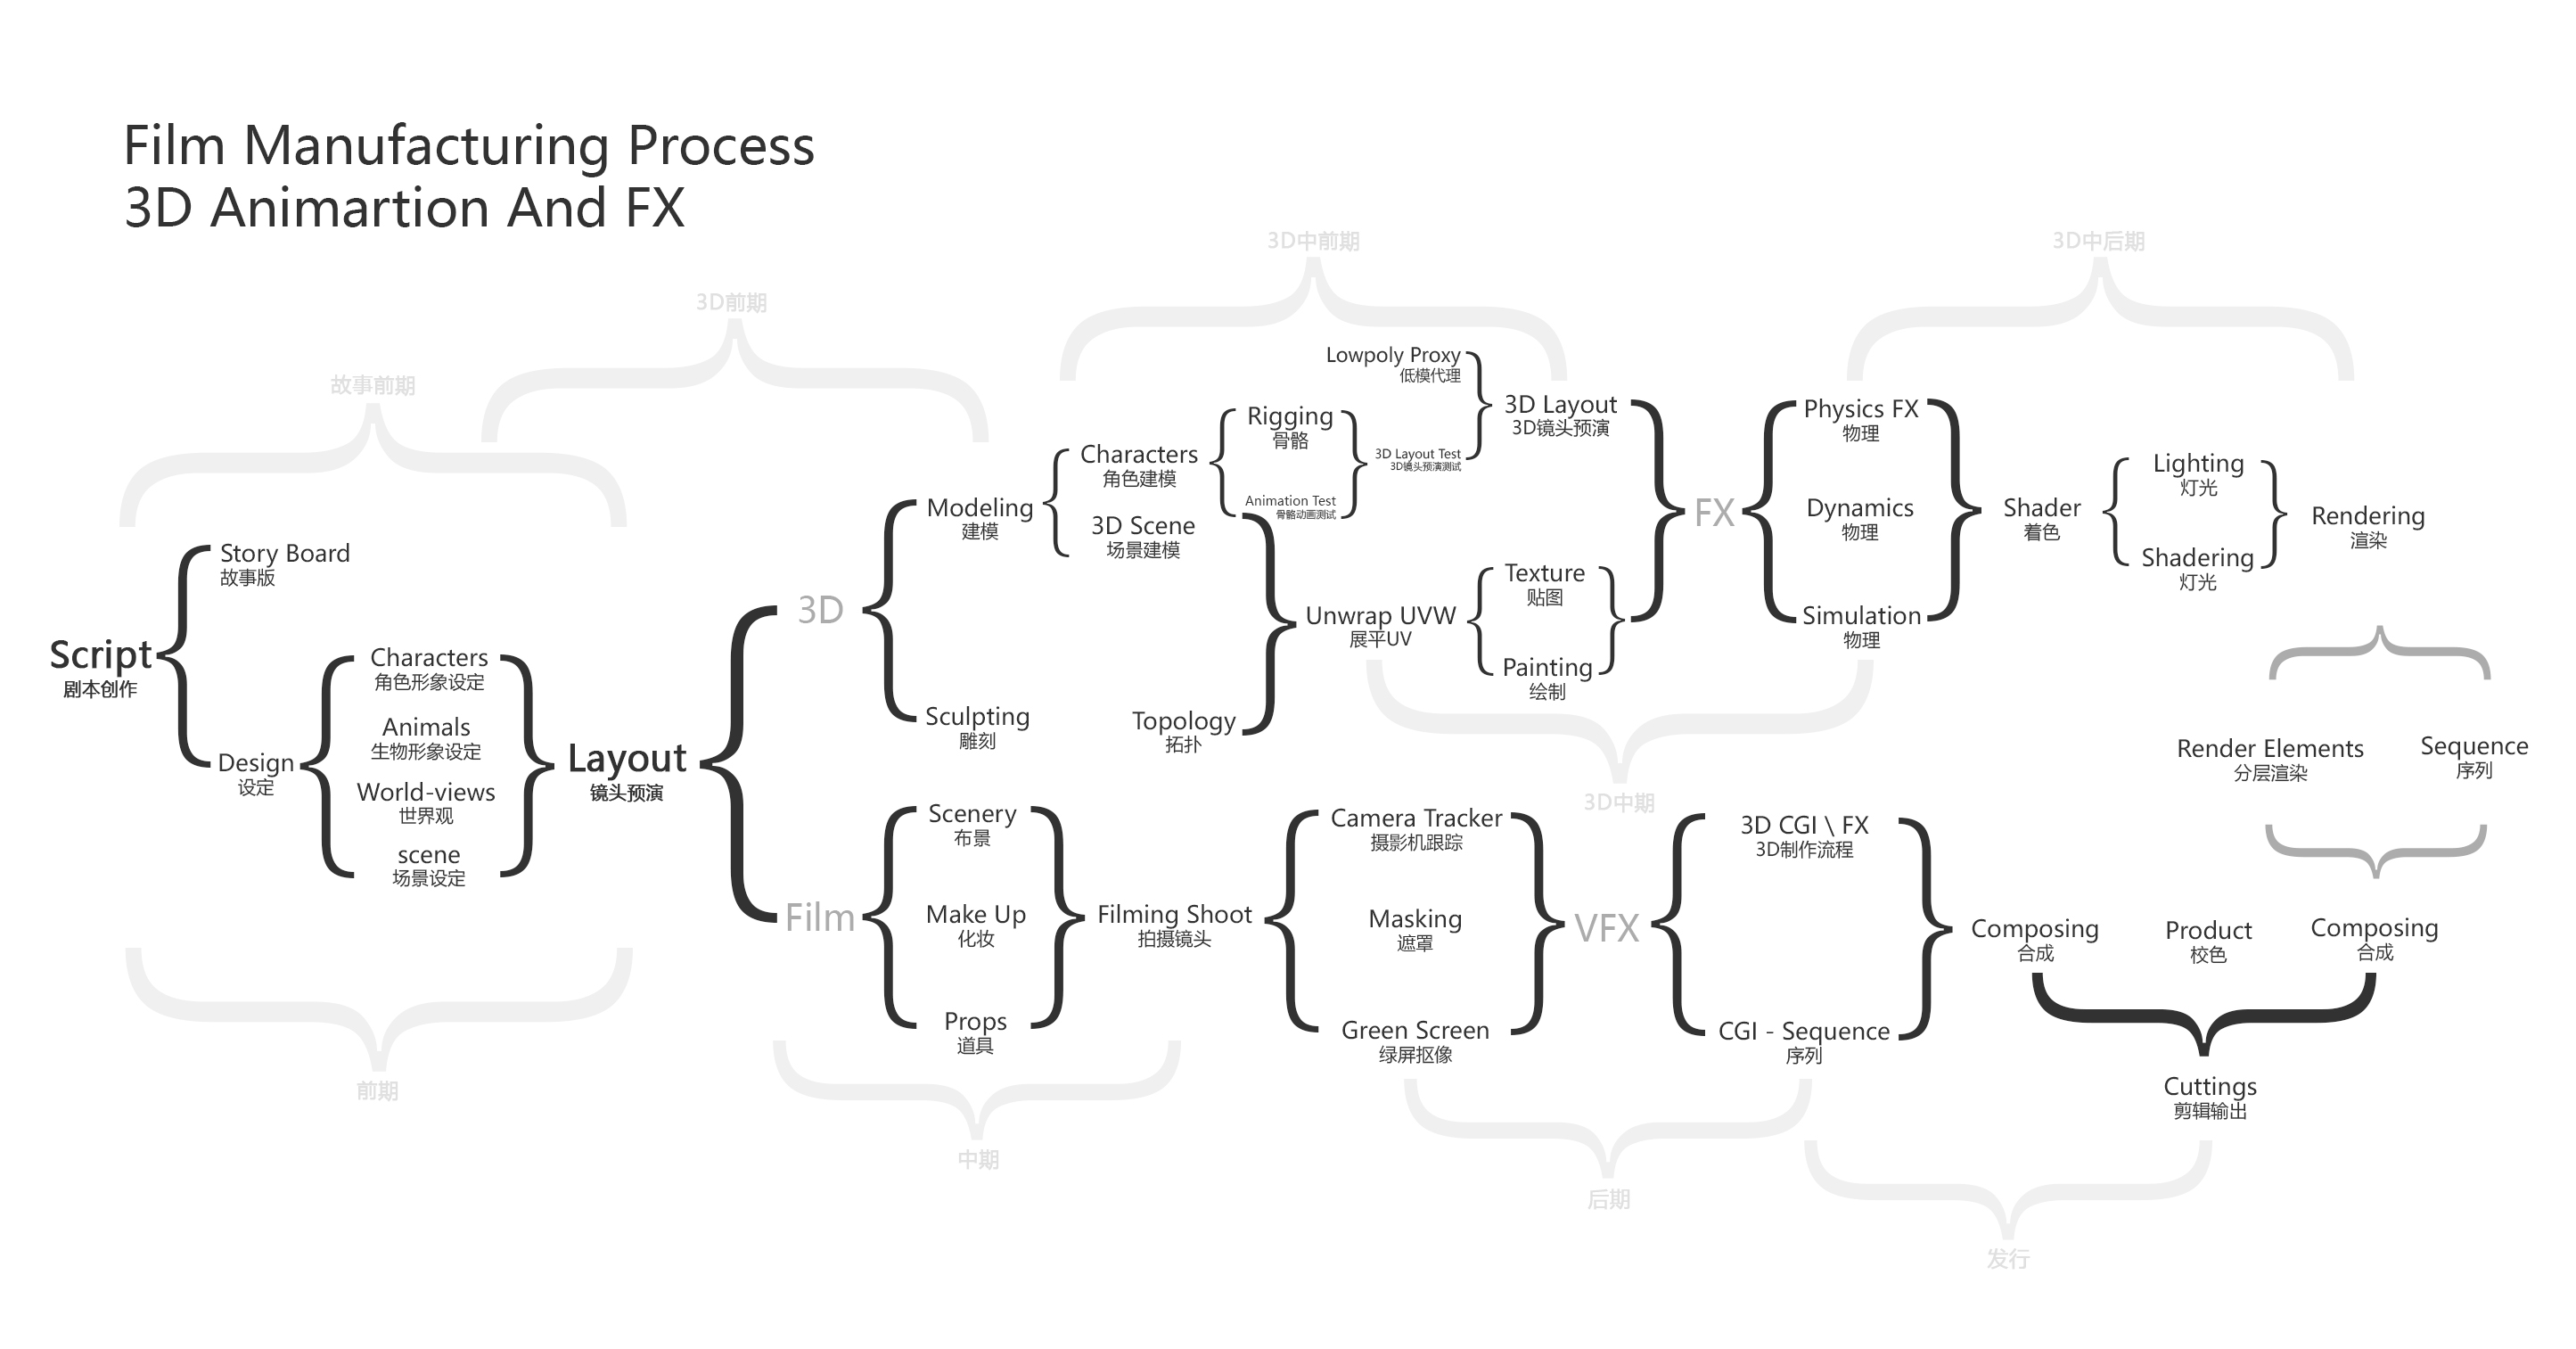 Film Manufacturing Process
3D Animartion And FX
故事前期
3D前期
3D中前期
3D中后期
Script
剧本创作
Story Board
故事版
Design
设定
Characters
角色形象设定
Animals
生物形象设定
World-views
世界观
scene
场景设定
Layout
镜头预演
前期
3D
Modeling
建模
Characters
角色建模
3D Scene
场景建模
Rigging
骨骼
Animation Test
骨骼动画测试
Lowpoly Proxy
低模代理
3D Layout Test
3D镜头预演测试
3D Layout
3D镜头预演
Sculpting
雕刻
Topology
拓扑
Unwrap UVW
展平UV
Texture
贴图
Painting
绘制
3D中期
FX
Physics FX
物理
Dynamics
物理
Simulation
物理
Shader
着色
Lighting
灯光
Shadering
灯光
Rendering
渲染
Render Elements
分层渲染
Sequence
序列
Film
Scenery
布景
Make Up
化妆
Props
道具
中期
Filming Shoot
拍摄镜头
Camera Tracker
摄影机跟踪
Masking
遮罩
Green Screen
绿屏抠像
VFX
3D CGI \ FX
3D制作流程
CGI - Sequence
序列
后期
Composing
合成
Product
校色
Composing
合成
Cuttings
剪辑输出
发行